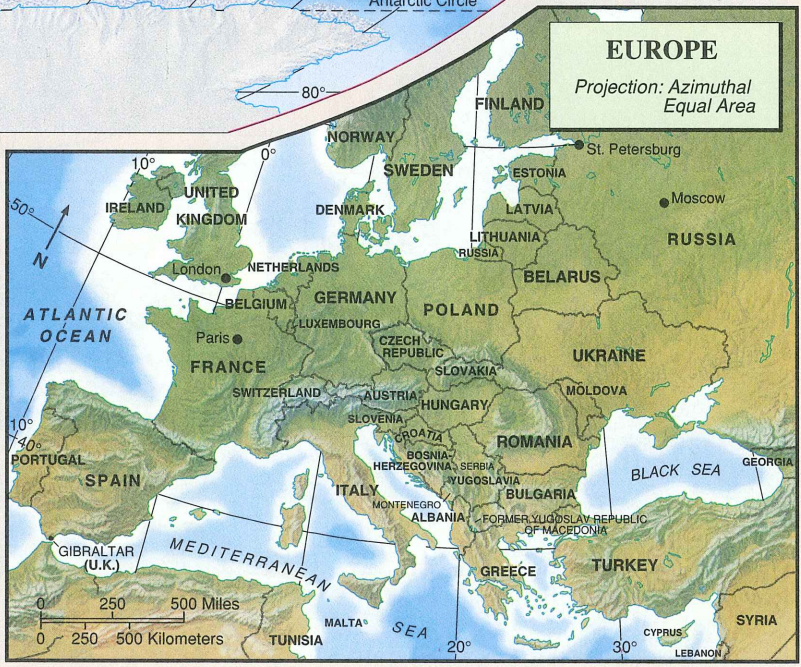 Antarctic Circle
80°
EUROPE
Projection: Azimuthal
Equal Area
FINLAND
NORWAY
SWEDEN
St. Petersburg
ESTONIA
10°
0°
UNITED
KINGDOM
IRELAND
DENMARK
LATVIA
Moscow
50°
LITHUANIA
RUSSIA
RUSSIA
N
London
NETHERLANDS
BELARUS
GERMANY
BELGIUM
POLAND
ATLANTIC
OCEAN
LUXEMBOURG
Paris
CZECH
REPUBLIC
UKRAINE
FRANCE
SLOVAKIA
SWITZERLAND
AUSTRIA
MOLDOVA
HUNGARY
SLOVENIA
10°
40°
CROATIA
ROMANIA
PORTUGAL
SPAIN
BOSNIA-
HERZEGOVINA
SERBIA
YUGOSLAVIA
BLACK SEA
GEORGIA
ITALY
MONTENEGRO
BULGARIA
ALBANIA
FORMER YUGOSLAV REPUBLIC
OF MACEDONIA
GIBRALTAR
(U.K.)
MEDITERRANEAN
SEA
GREECE
TURKEY
0 250 500 Miles
0 250 500 Kilometers
MALTA
TUNISIA
20°
30°
CYPRUS
LEBANON
SYRIA